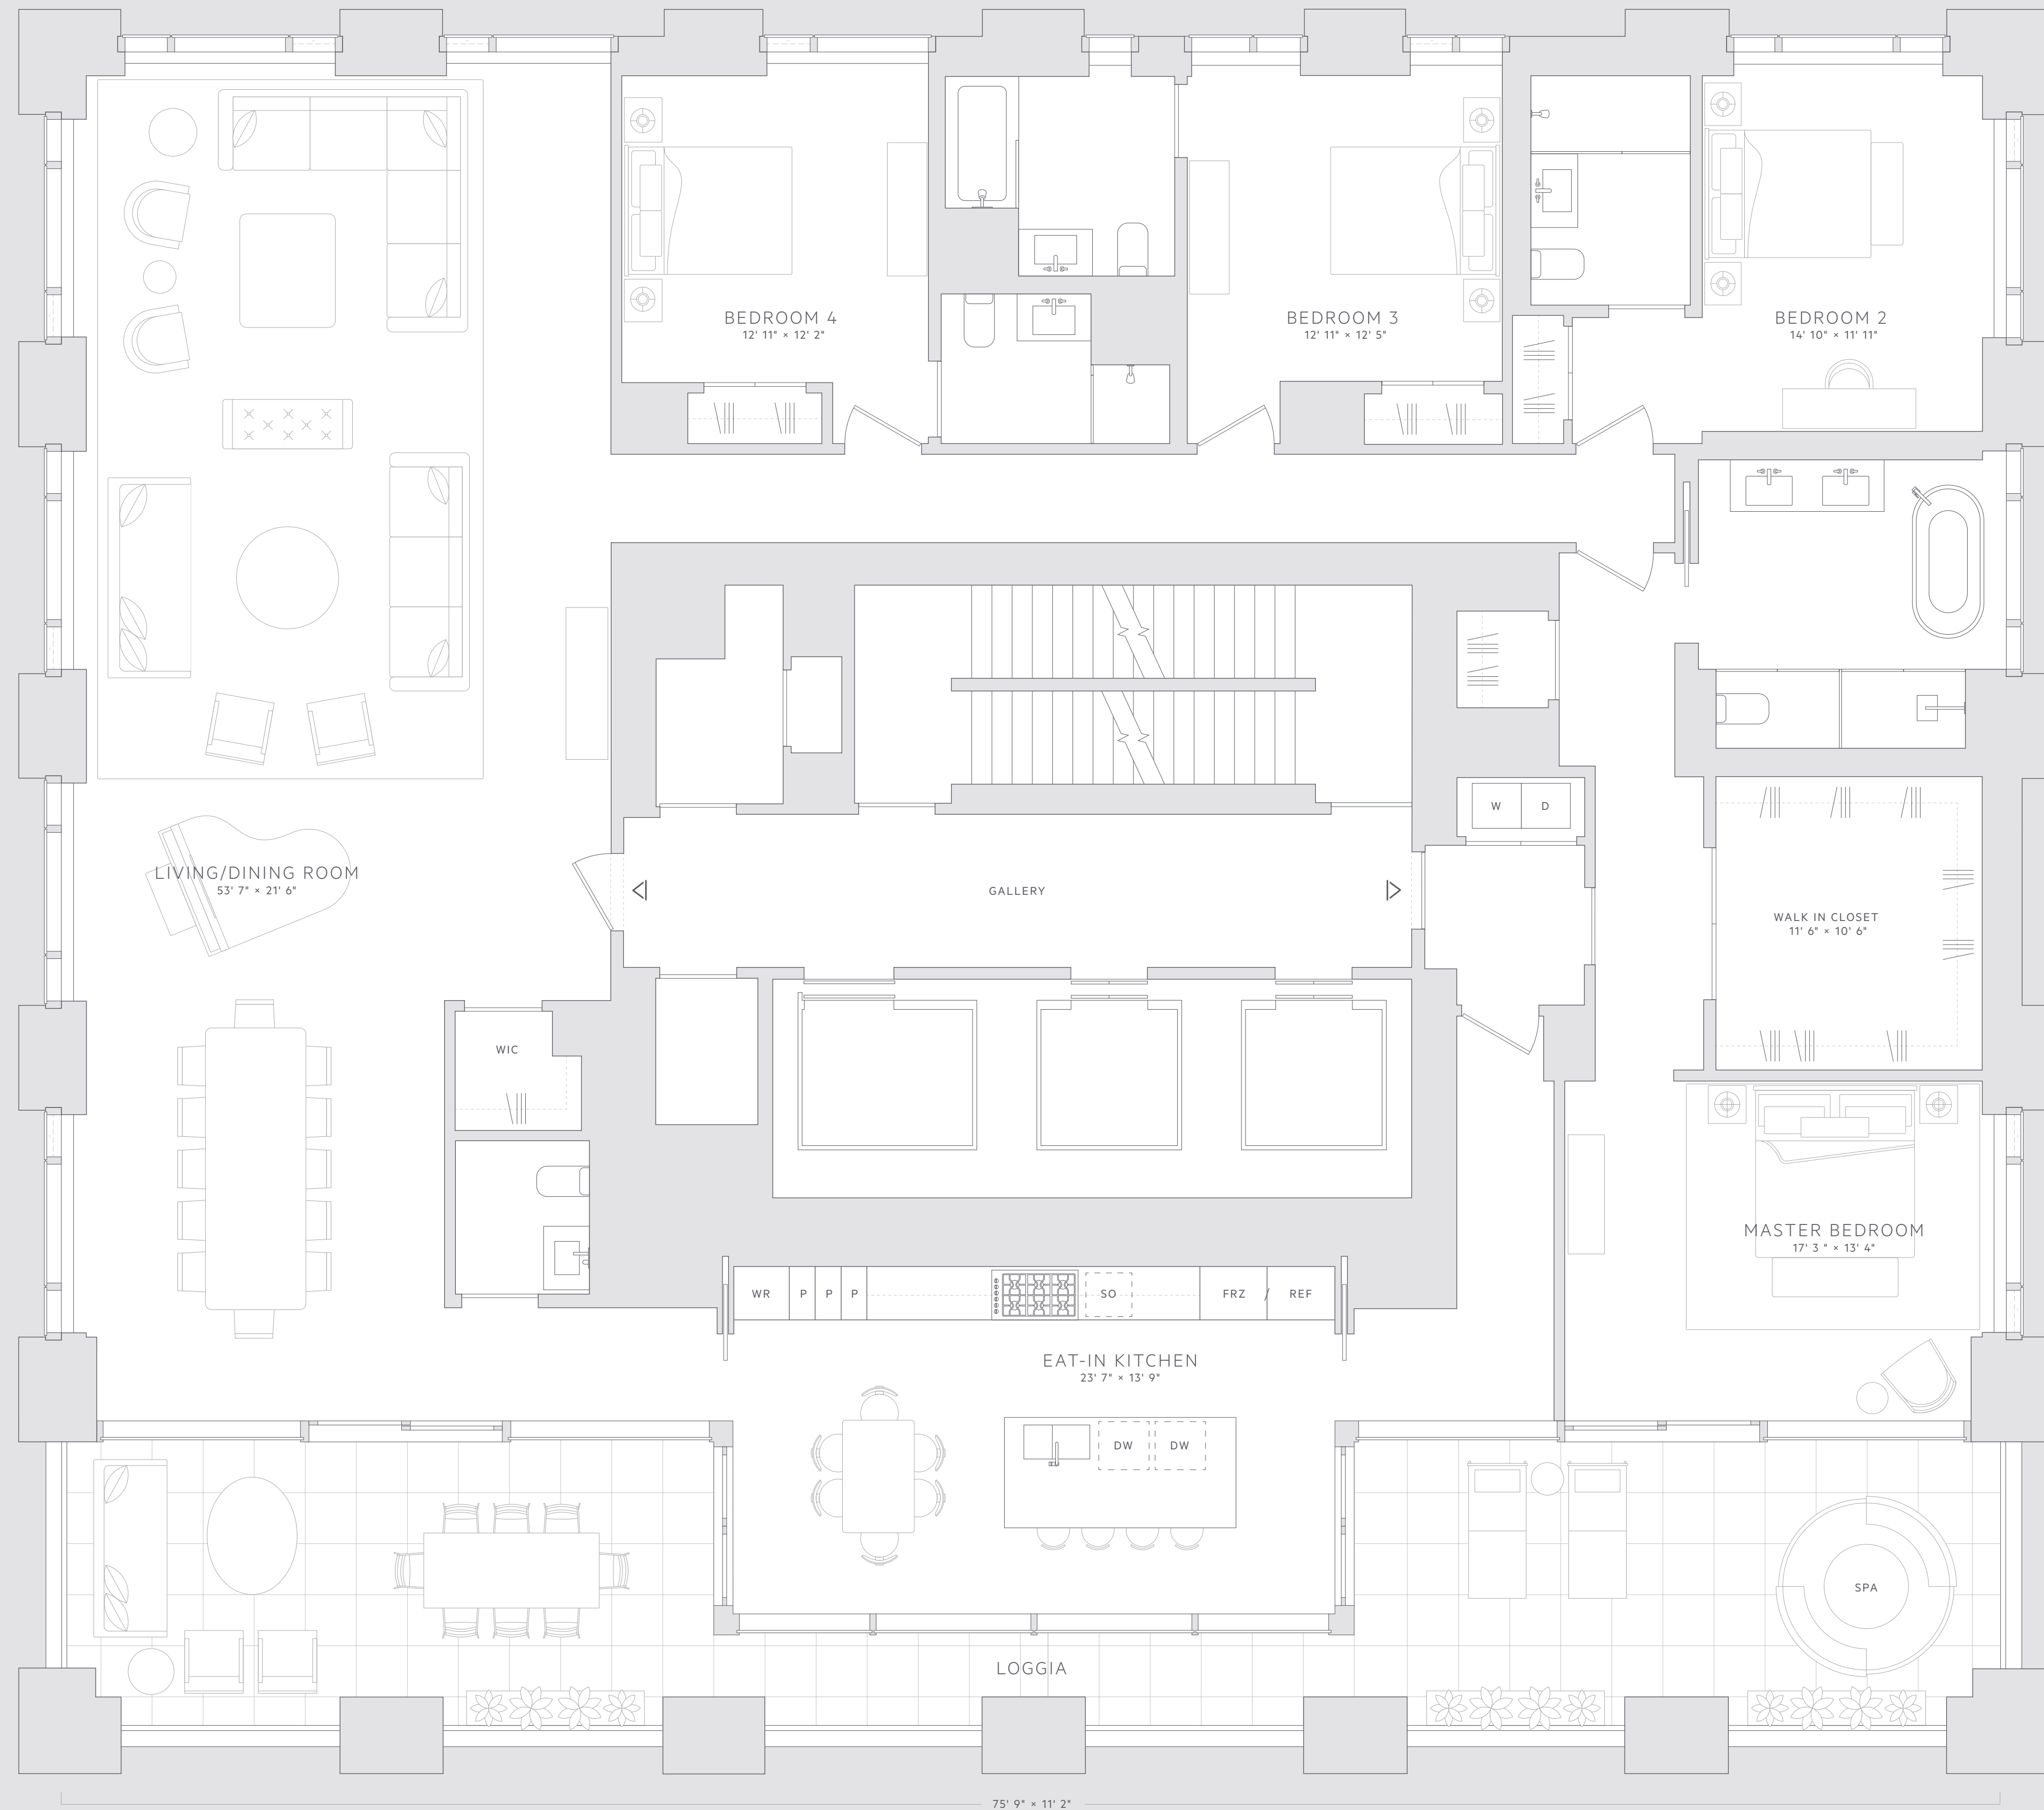 BEDROOM 4
12' 11" × 12' 2"
BEDROOM 3
12' 11" × 12' 5"
BEDROOM 2
14' 10" × 11' 11"
W
D
LIVING/DINING ROOM
53' 7" × 21' 6"
GALLERY
WALK IN CLOSET
11' 6" × 10' 6"
WIC
MASTER BEDROOM
17' 3 " × 13' 4"
WR
P
P
P
SO
FRZ / REF
EAT-IN KITCHEN
23' 7" × 13' 9"
DW
DW
SPA
LOGGIA
75' 9" × 11' 2"